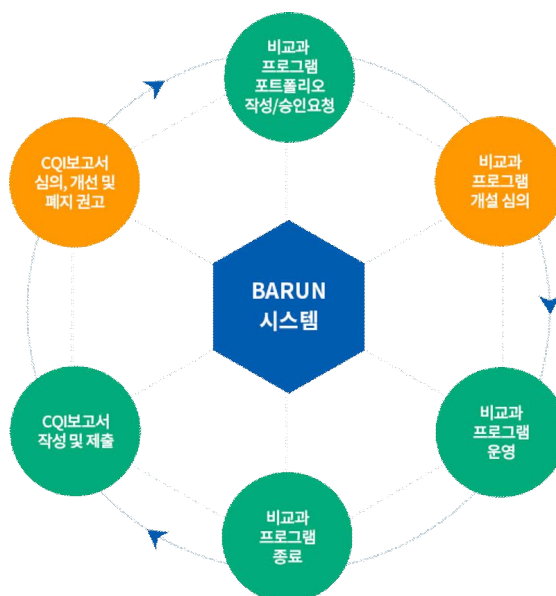 비교과
프로그램
포트폴리오
작성/승인요청
비교과
프로그램
개설 심의
비교과
프로그램
운영
비교과
프로그램
종료
CQI보고서
작성 및 제출
CQI보고서
심의, 개선 및
폐지 권고
BARUN
시스템